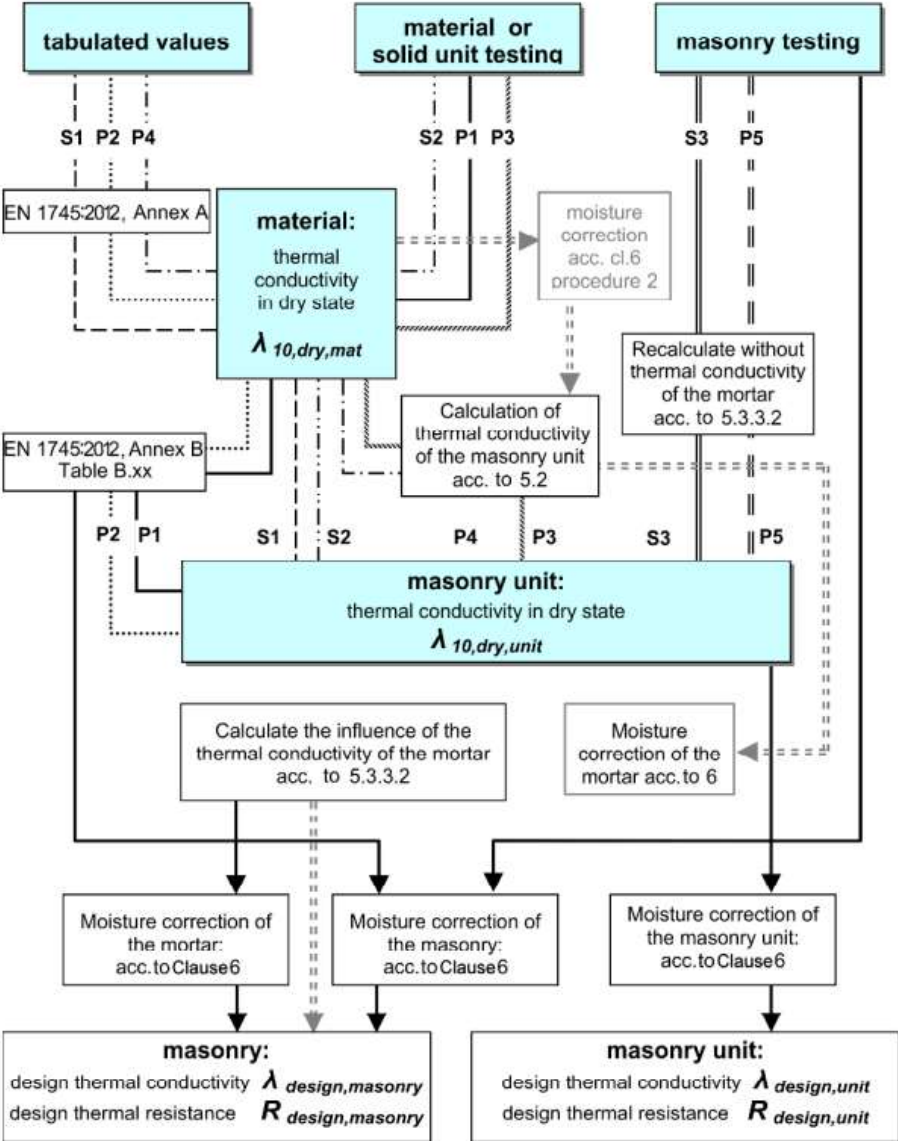 tabulated values
material or
solid unit testing
masonry testing
S1 P2 P4
S2 P1 P3
S3 P5
EN 1745:2012, Annex A
material:
thermal
conductivity
in dry state
λ 10,dry,mat
moisture
correction
acc. cl.6
procedure 2
Recalculate without
thermal conductivity
of the mortar
acc. to 5.3.3.2
Calculation of
thermal conductivity
of the masonry unit
acc. to 5.2
EN 1745:2012, Annex B
Table B.xx
P2 P1
S1 S2
P4 P3
S3 P5
masonry unit:
thermal conductivity in dry state
λ 10,dry,unit
Calculate the influence of the
thermal conductivity of the mortar
acc. to 5.3.3.2
Moisture
correction of the
mortar acc.to 6
Moisture correction of
the mortar:
acc.to Clause 6
Moisture correction of
the masonry:
acc.to Clause 6
Moisture correction of
the masonry unit:
acc.to Clause 6
masonry:
design thermal conductivity λ design,masonry
design thermal resistance R design,masonry
masonry unit:
design thermal conductivity λ design,unit
design thermal resistance R design,unit